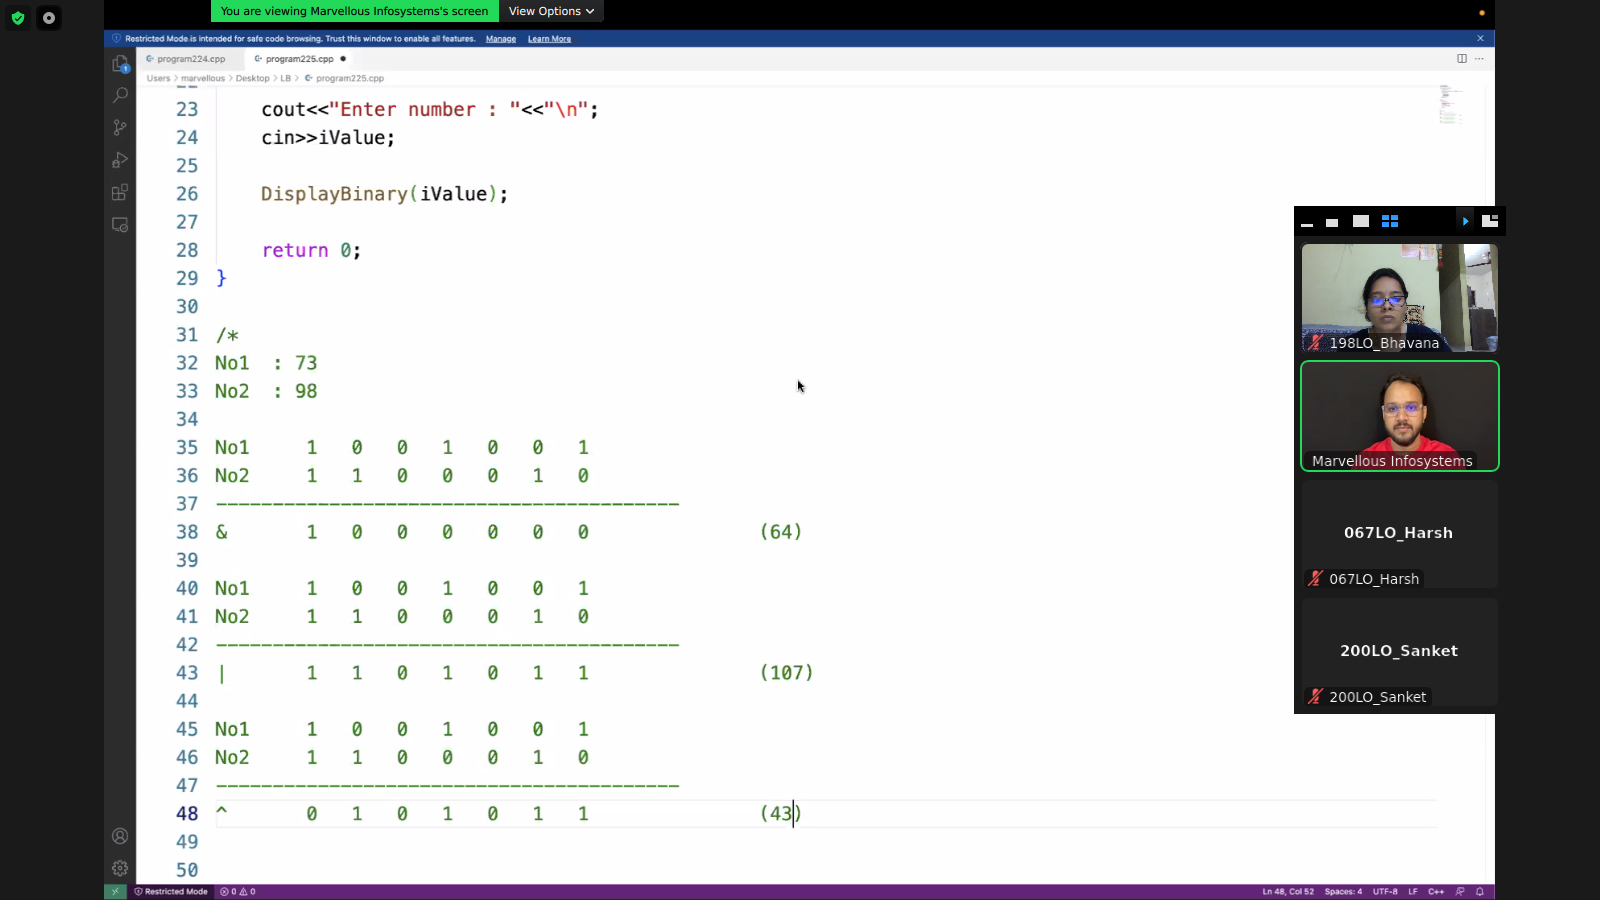 You are viewing Marvellous Infosystems's screen View Options
Restricted Mode is intended for safe code browsing. Trust this window to enable all features. Manage Learn More
program224.cpp program225.cpp
Users > marvellous > Desktop > LB > program225.cpp
23 cout<<"Enter number : "<<"\n";
24 cin>>iValue;
25
26 DisplayBinary(iValue);
27
28 return 0;
29 }
30
31 /*
32 No1 : 73
33 No2 : 98
34
35 No1 1 0 0 1 0 0 1
36 No2 1 1 0 0 0 1 0
37 -----------------------------------------
38 & 1 0 0 0 0 0 0 (64)
39
40 No1 1 0 0 1 0 0 1
41 No2 1 1 0 0 0 1 0
42 -----------------------------------------
43 | 1 1 0 1 0 1 1 (107)
44
45 No1 1 0 0 1 0 0 1
46 No2 1 1 0 0 0 1 0
47 -----------------------------------------
48 ^ 0 1 0 1 0 1 1 (43)
49
50
198LO_Bhavana
Marvellous Infosystems
067LO_Harsh
067LO_Harsh
200LO_Sanket
200LO_Sanket
Restricted Mode 0 0 Ln 48, Col 52 Spaces: 4 UTF-8 LF C++